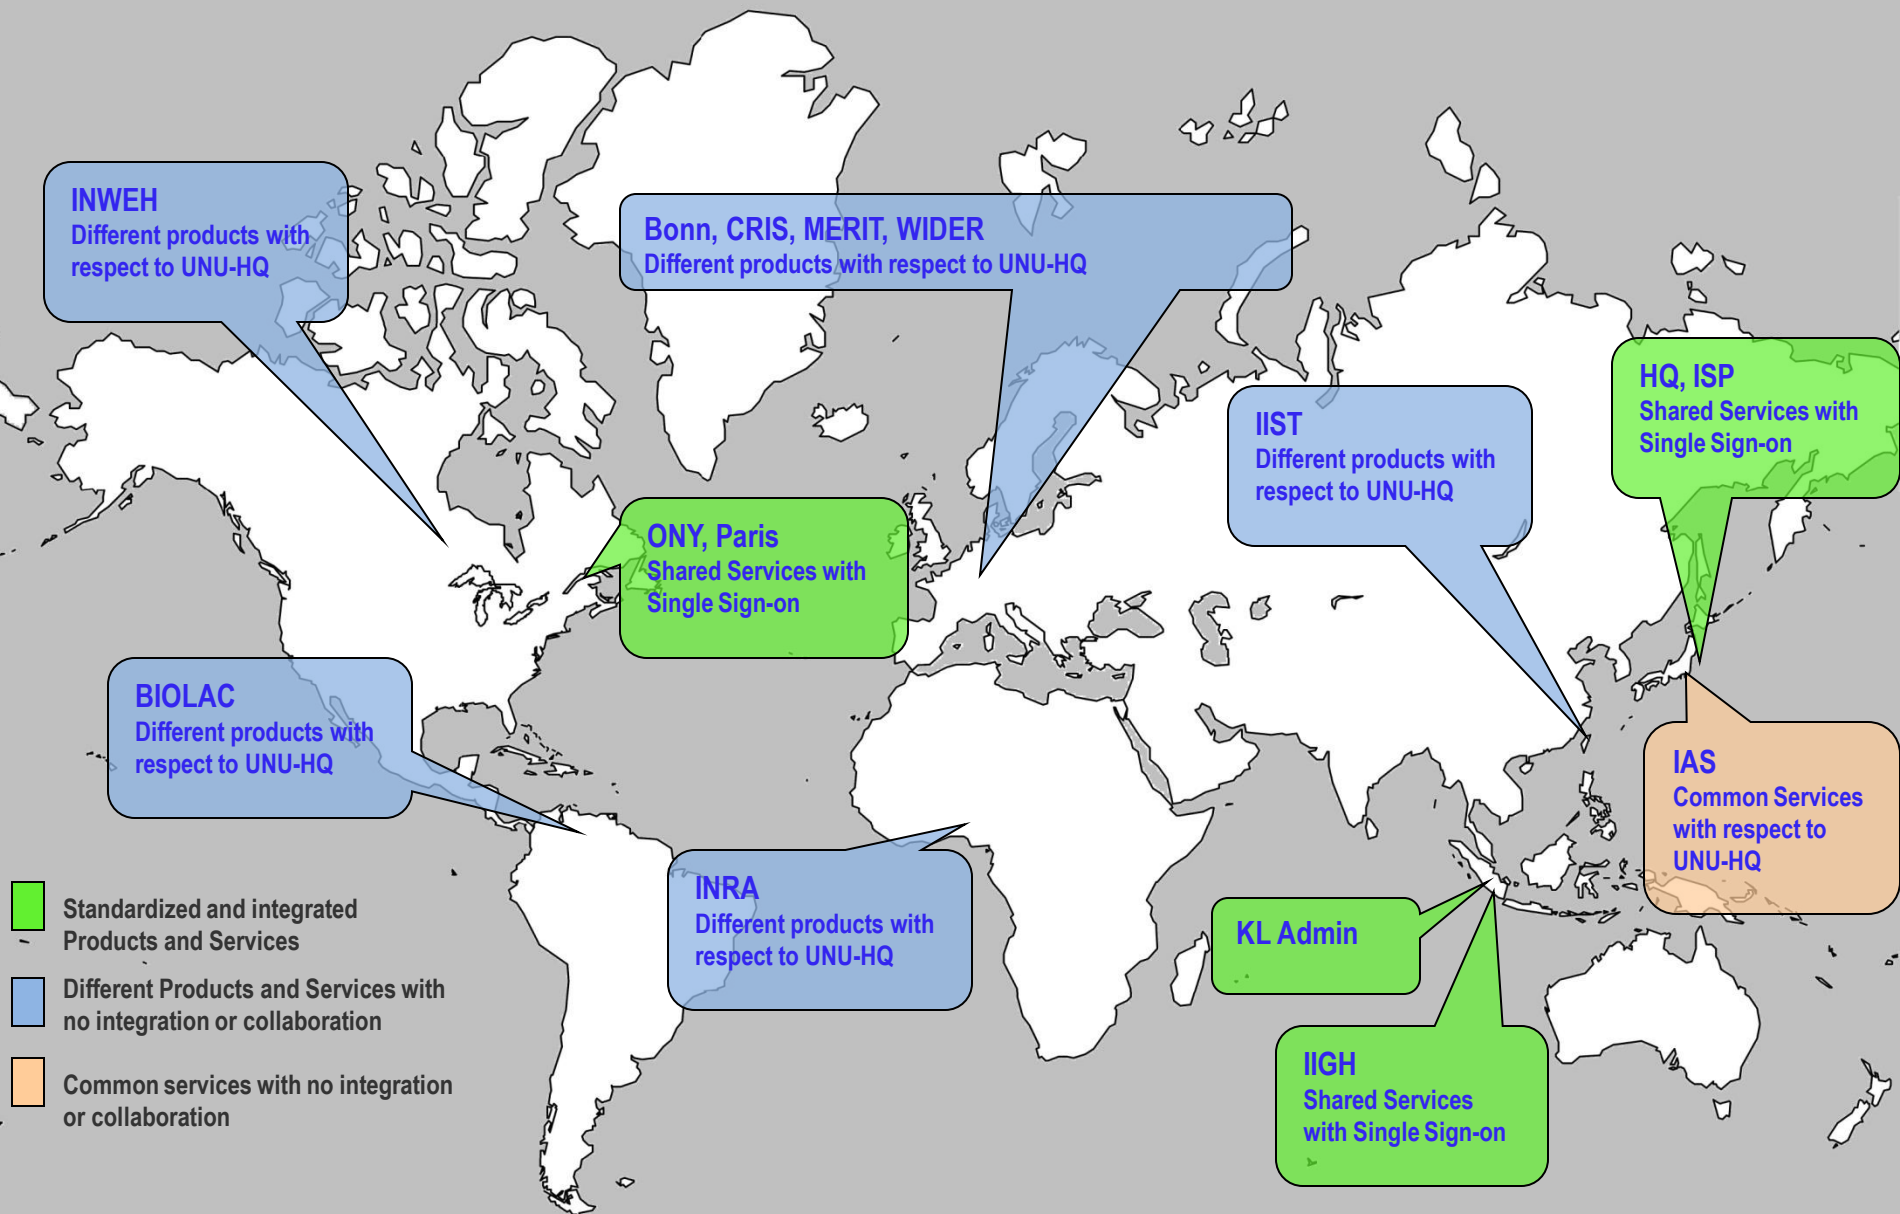 INWEH
Different products with
respect to UNU-HQ
Bonn, CRIS, MERIT, WIDER
Different products with respect to UNU-HQ
HQ, ISP
Shared Services with
Single Sign-on
IIST
Different products with
respect to UNU-HQ
ONY, Paris
Shared Services with
Single Sign-on
BIOLAC
Different products with
respect to UNU-HQ
IAS
Common Services
with respect to
UNU-HQ
INRA
Different products with
respect to UNU-HQ
KL Admin
IIGH
Shared Services
with Single Sign-on
Standardized and integrated
Products and Services
Different Products and Services with
no integration or collaboration
Common services with no integration
or collaboration